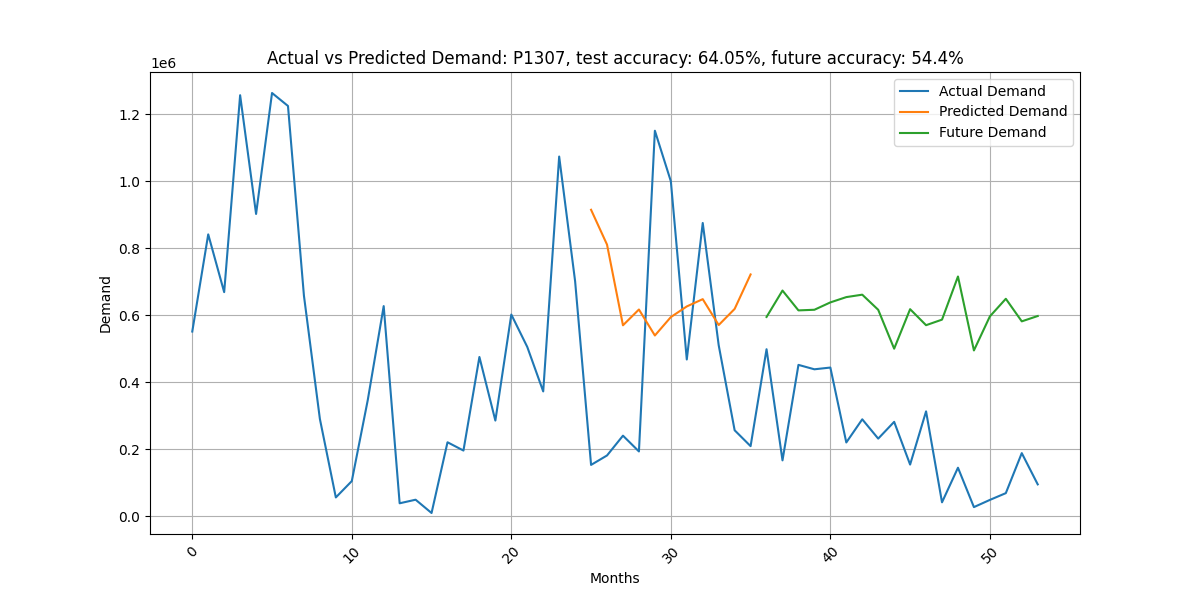 Actual vs Predicted Demand: P1307, test accuracy: 64.05%, future accuracy: 54.4%
1e6
Actual Demand
Predicted Demand
Future Demand
1.2
1.0
0.8
0.6
0.4
0.2
0.0
Demand
0 10 20 30 40 50
Months